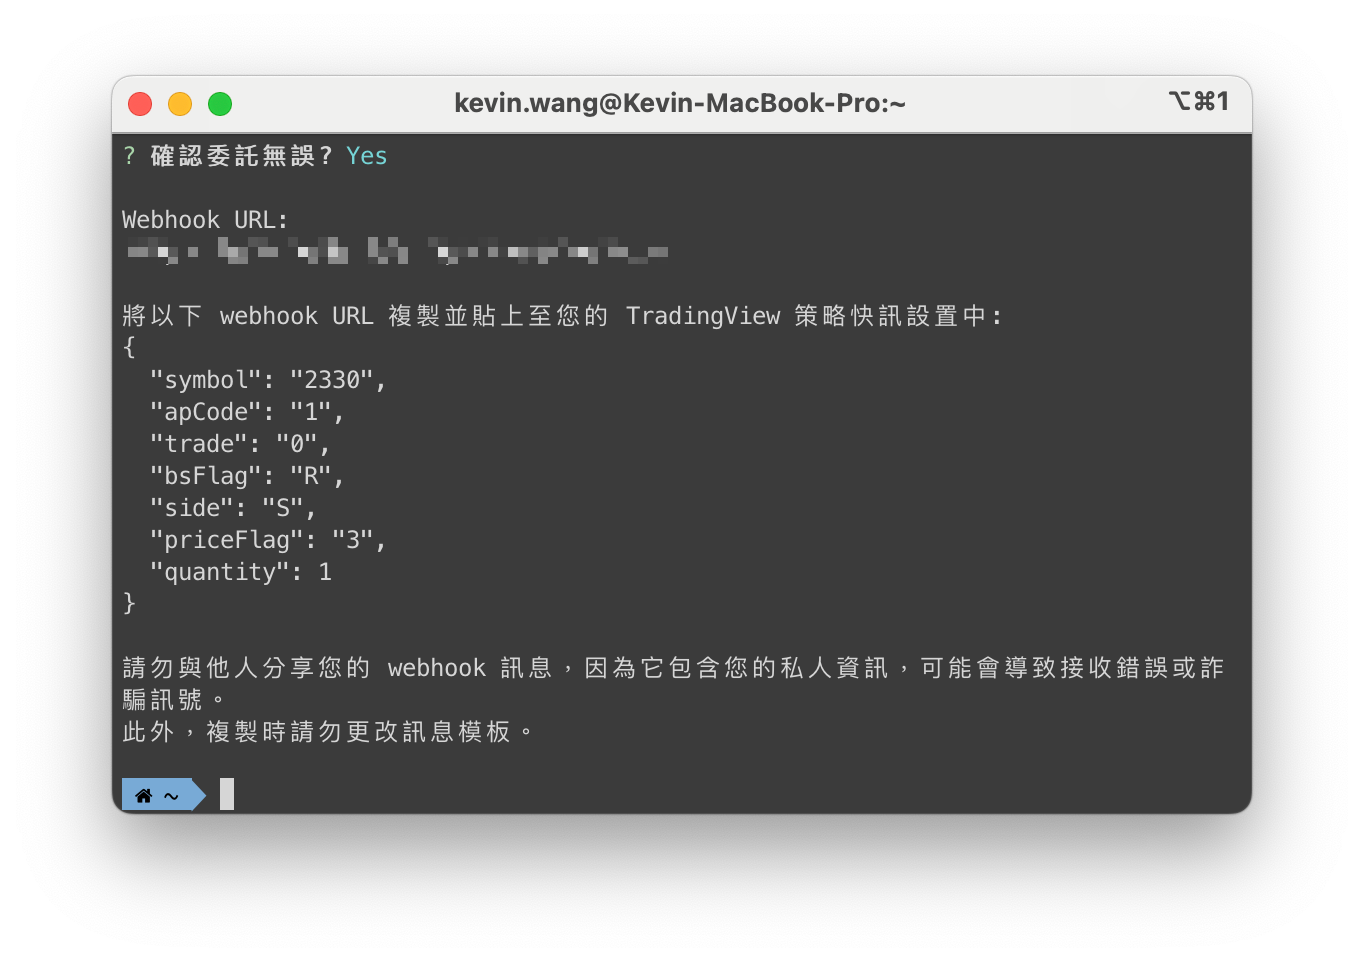 kevin.wang@Kevin-MacBook-Pro:~
⌥⌘1
? 確認委託無誤? Yes
Webhook URL:
將以下 webhook URL 複製並貼上至您的 TradingView 策略快訊設置中:
{
"symbol": "2330",
"apCode": "1",
"trade": "0",
"bsFlag": "R",
"side": "S",
"priceFlag": "3",
"quantity": 1
}
請勿與他人分享您的 webhook 訊息，因為它包含您的私人資訊，可能會導致接收錯誤或詐
騙訊號。
此外，複製時請勿更改訊息模板。
~